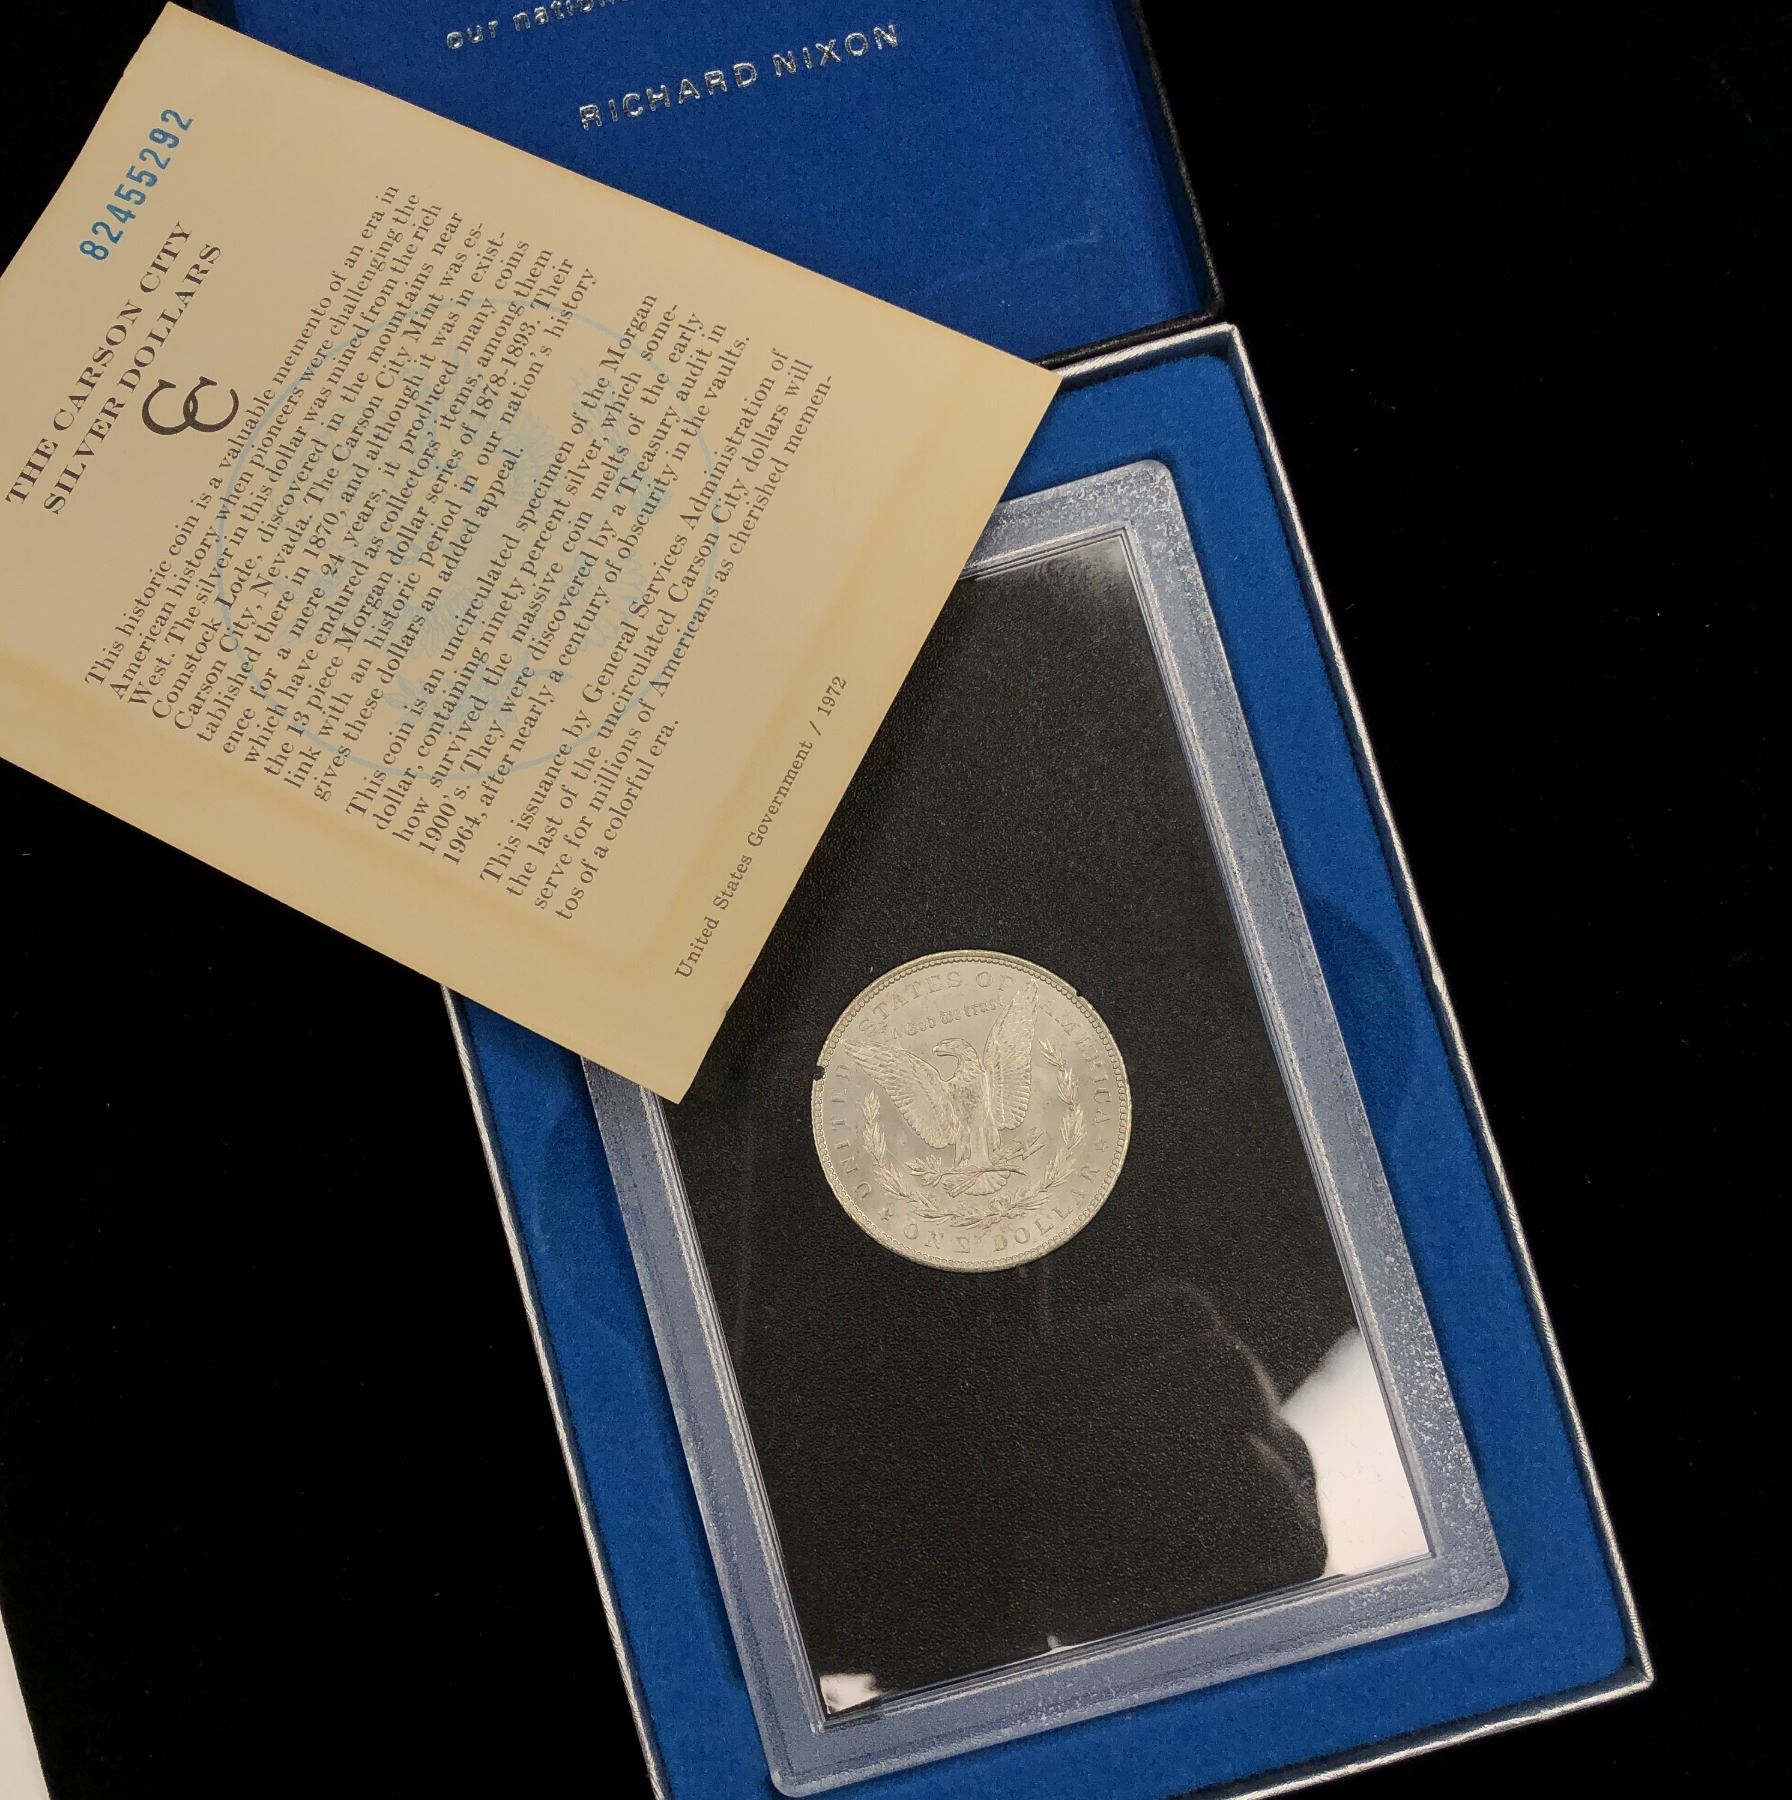 our
RICHARD NIXON
82455292
THE CARSON CITY
SILVER DOLLARS
CC
This historic coin is a valuable memento of an era in
American history when pioneers were challenging the
West. The silver in this dollar was mined from the rich
Comstock Lode, discovered in the mountains near
Carson City, Nevada. The Carson City Mint was es-
tablished there in 1870, and although it was in exist-
ence for a mere 24 years, it produced many coins
which have endured as collectors' items, among them
the 13 piece Morgan dollar series of 1878-1893. Their
link with an historic period in our nation's history
gives these dollars an added appeal.
This coin is an uncirculated specimen of the Morgan
dollar, containing ninety percent silver, which some-
how survived the massive coin melts of the early
1900's. They were discovered by a Treasury audit in
1964, after nearly a century of obscurity in the vaults.
This issuance by General Services Administration of
the last of the uncirculated Carson City dollars will
serve for millions of Americans as cherished memen-
tos of a colorful era.
United States Government / 1972
UNITED STATES OF AMERICA
In God We trust
ONE DOLLAR